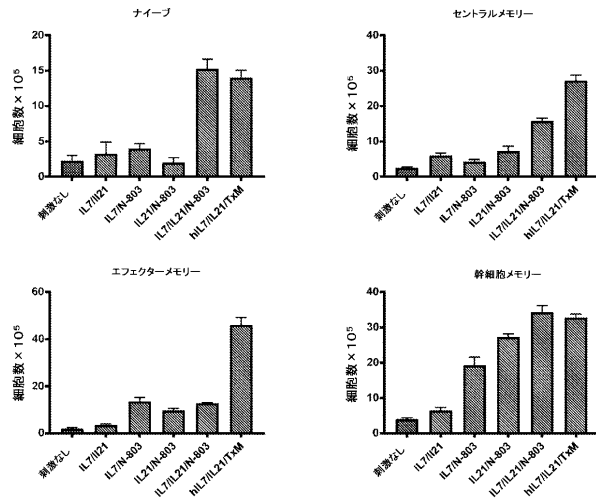 ナイーブ
細胞数 × 10⁵
20
15
10
5
0
刺激なし
IL7/Il21
IL7/N-803
IL21/N-803
IL7/IL21/N-803
hIL7/IL21/TxM
セントラルメモリー
細胞数 × 10⁵
40
30
20
10
0
刺激なし
IL7/Il21
IL7/N-803
IL21/N-803
IL7/IL21/N-803
hIL7/IL21/TxM
エフェクターメモリー
細胞数 × 10⁵
60
40
20
0
刺激なし
IL7/Il21
IL7/N-803
IL21/N-803
IL7/IL21/N-803
hIL7/IL21/TxM
幹細胞メモリー
細胞数 × 10⁵
40
30
20
10
0
刺激なし
IL7/Il21
IL7/N-803
IL21/N-803
IL7/IL21/N-803
hIL7/IL21/TxM